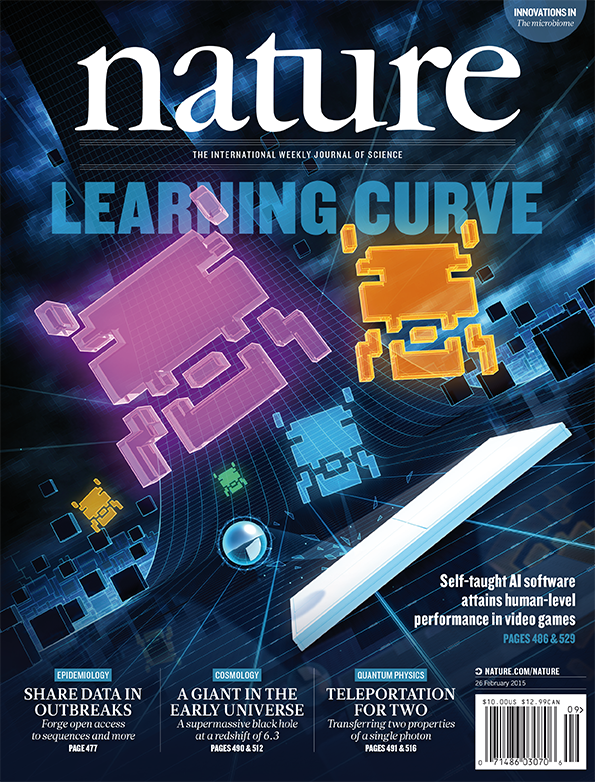 INNOVATIONS IN
The microbiome
nature
THE INTERNATIONAL WEEKLY JOURNAL OF SCIENCE
LEARNING CURVE
Self-taught AI software
attains human-level
performance in video games
PAGES 486 & 529
EPIDEMIOLOGY
SHARE DATA IN
OUTBREAKS
Forge open access
to sequences and more
PAGE 477
COSMOLOGY
A GIANT IN THE
EARLY UNIVERSE
A supermassive black hole
at a redshift of 6.3
PAGES 490 & 512
QUANTUM PHYSICS
TELEPORTATION
FOR TWO
Transferring two properties
of a single photon
PAGES 491 & 516
NATURE.COM/NATURE
26 February 2015
$10.00US $12.99CAN
09>
0 71486 03070 6